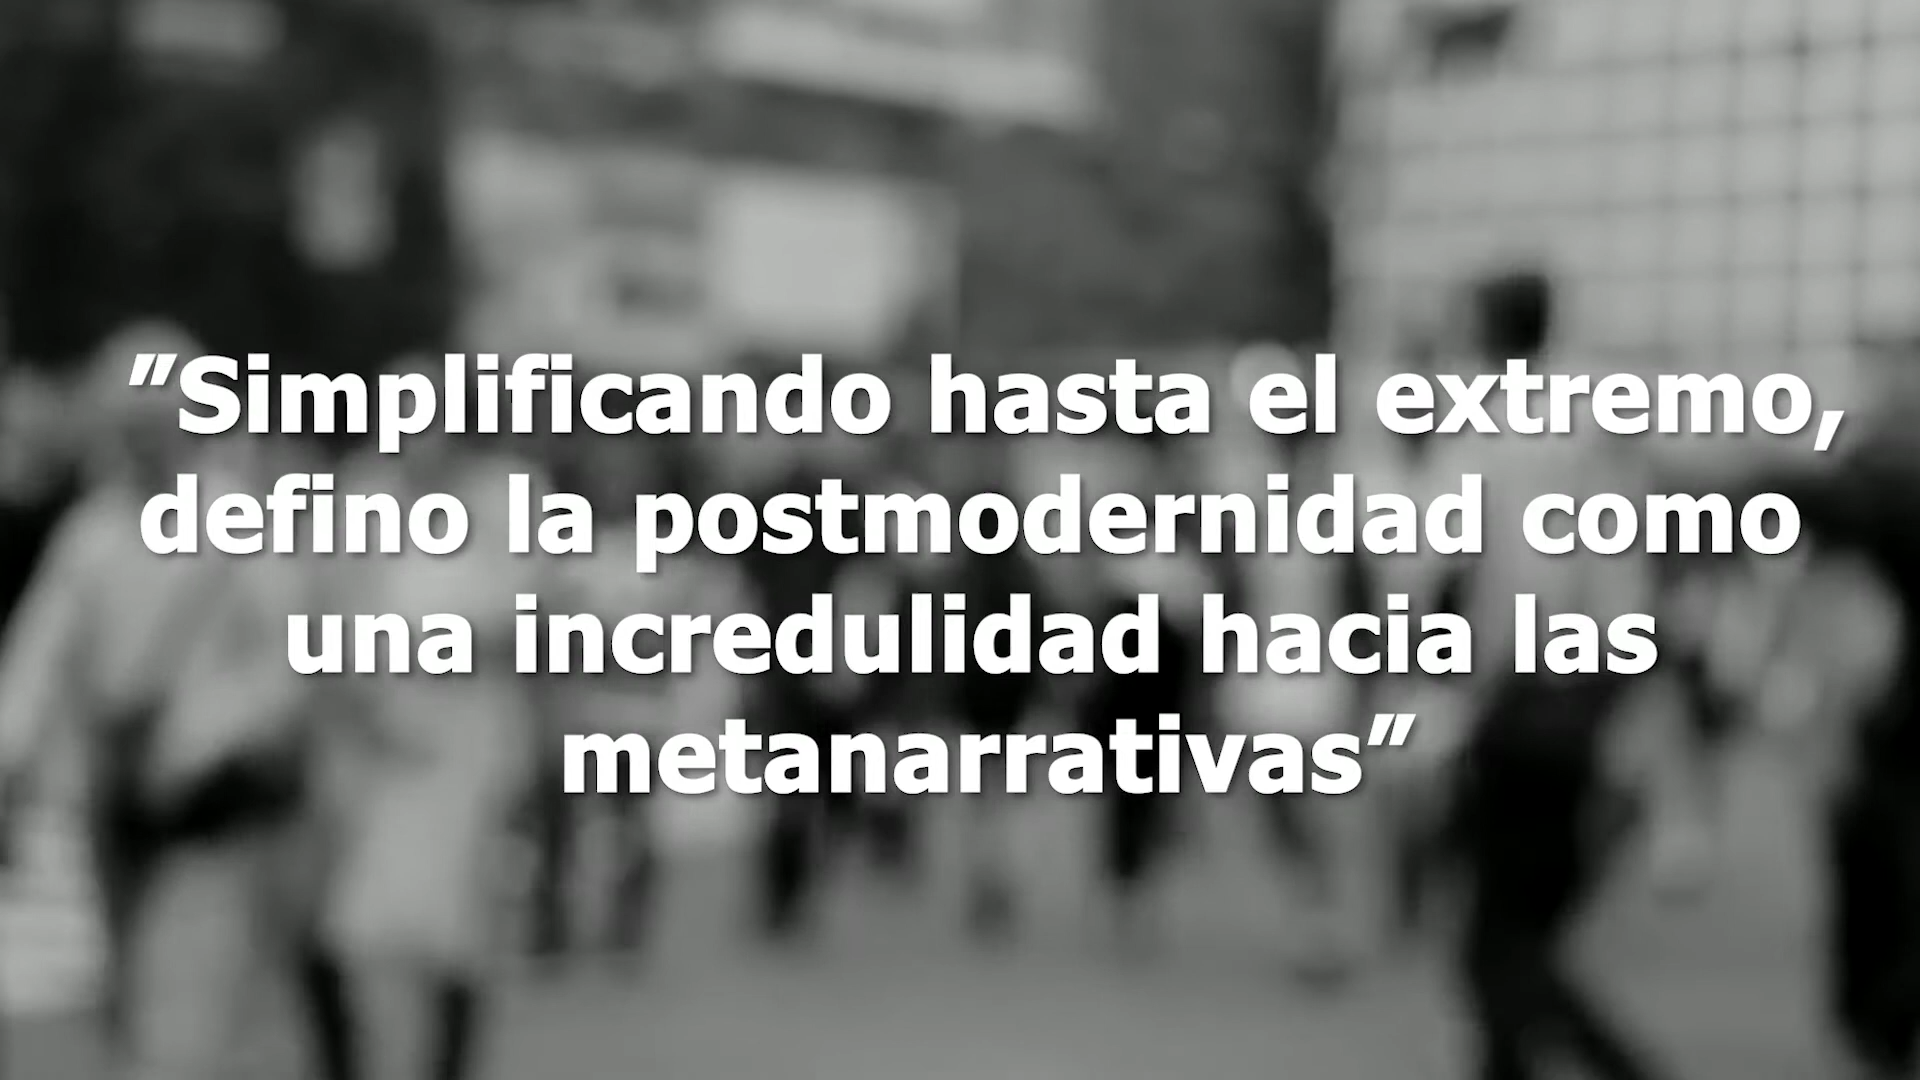 "Simplificando hasta el extremo,
defino la postmodernidad como
una incredulidad hacia las
metanarrativas"